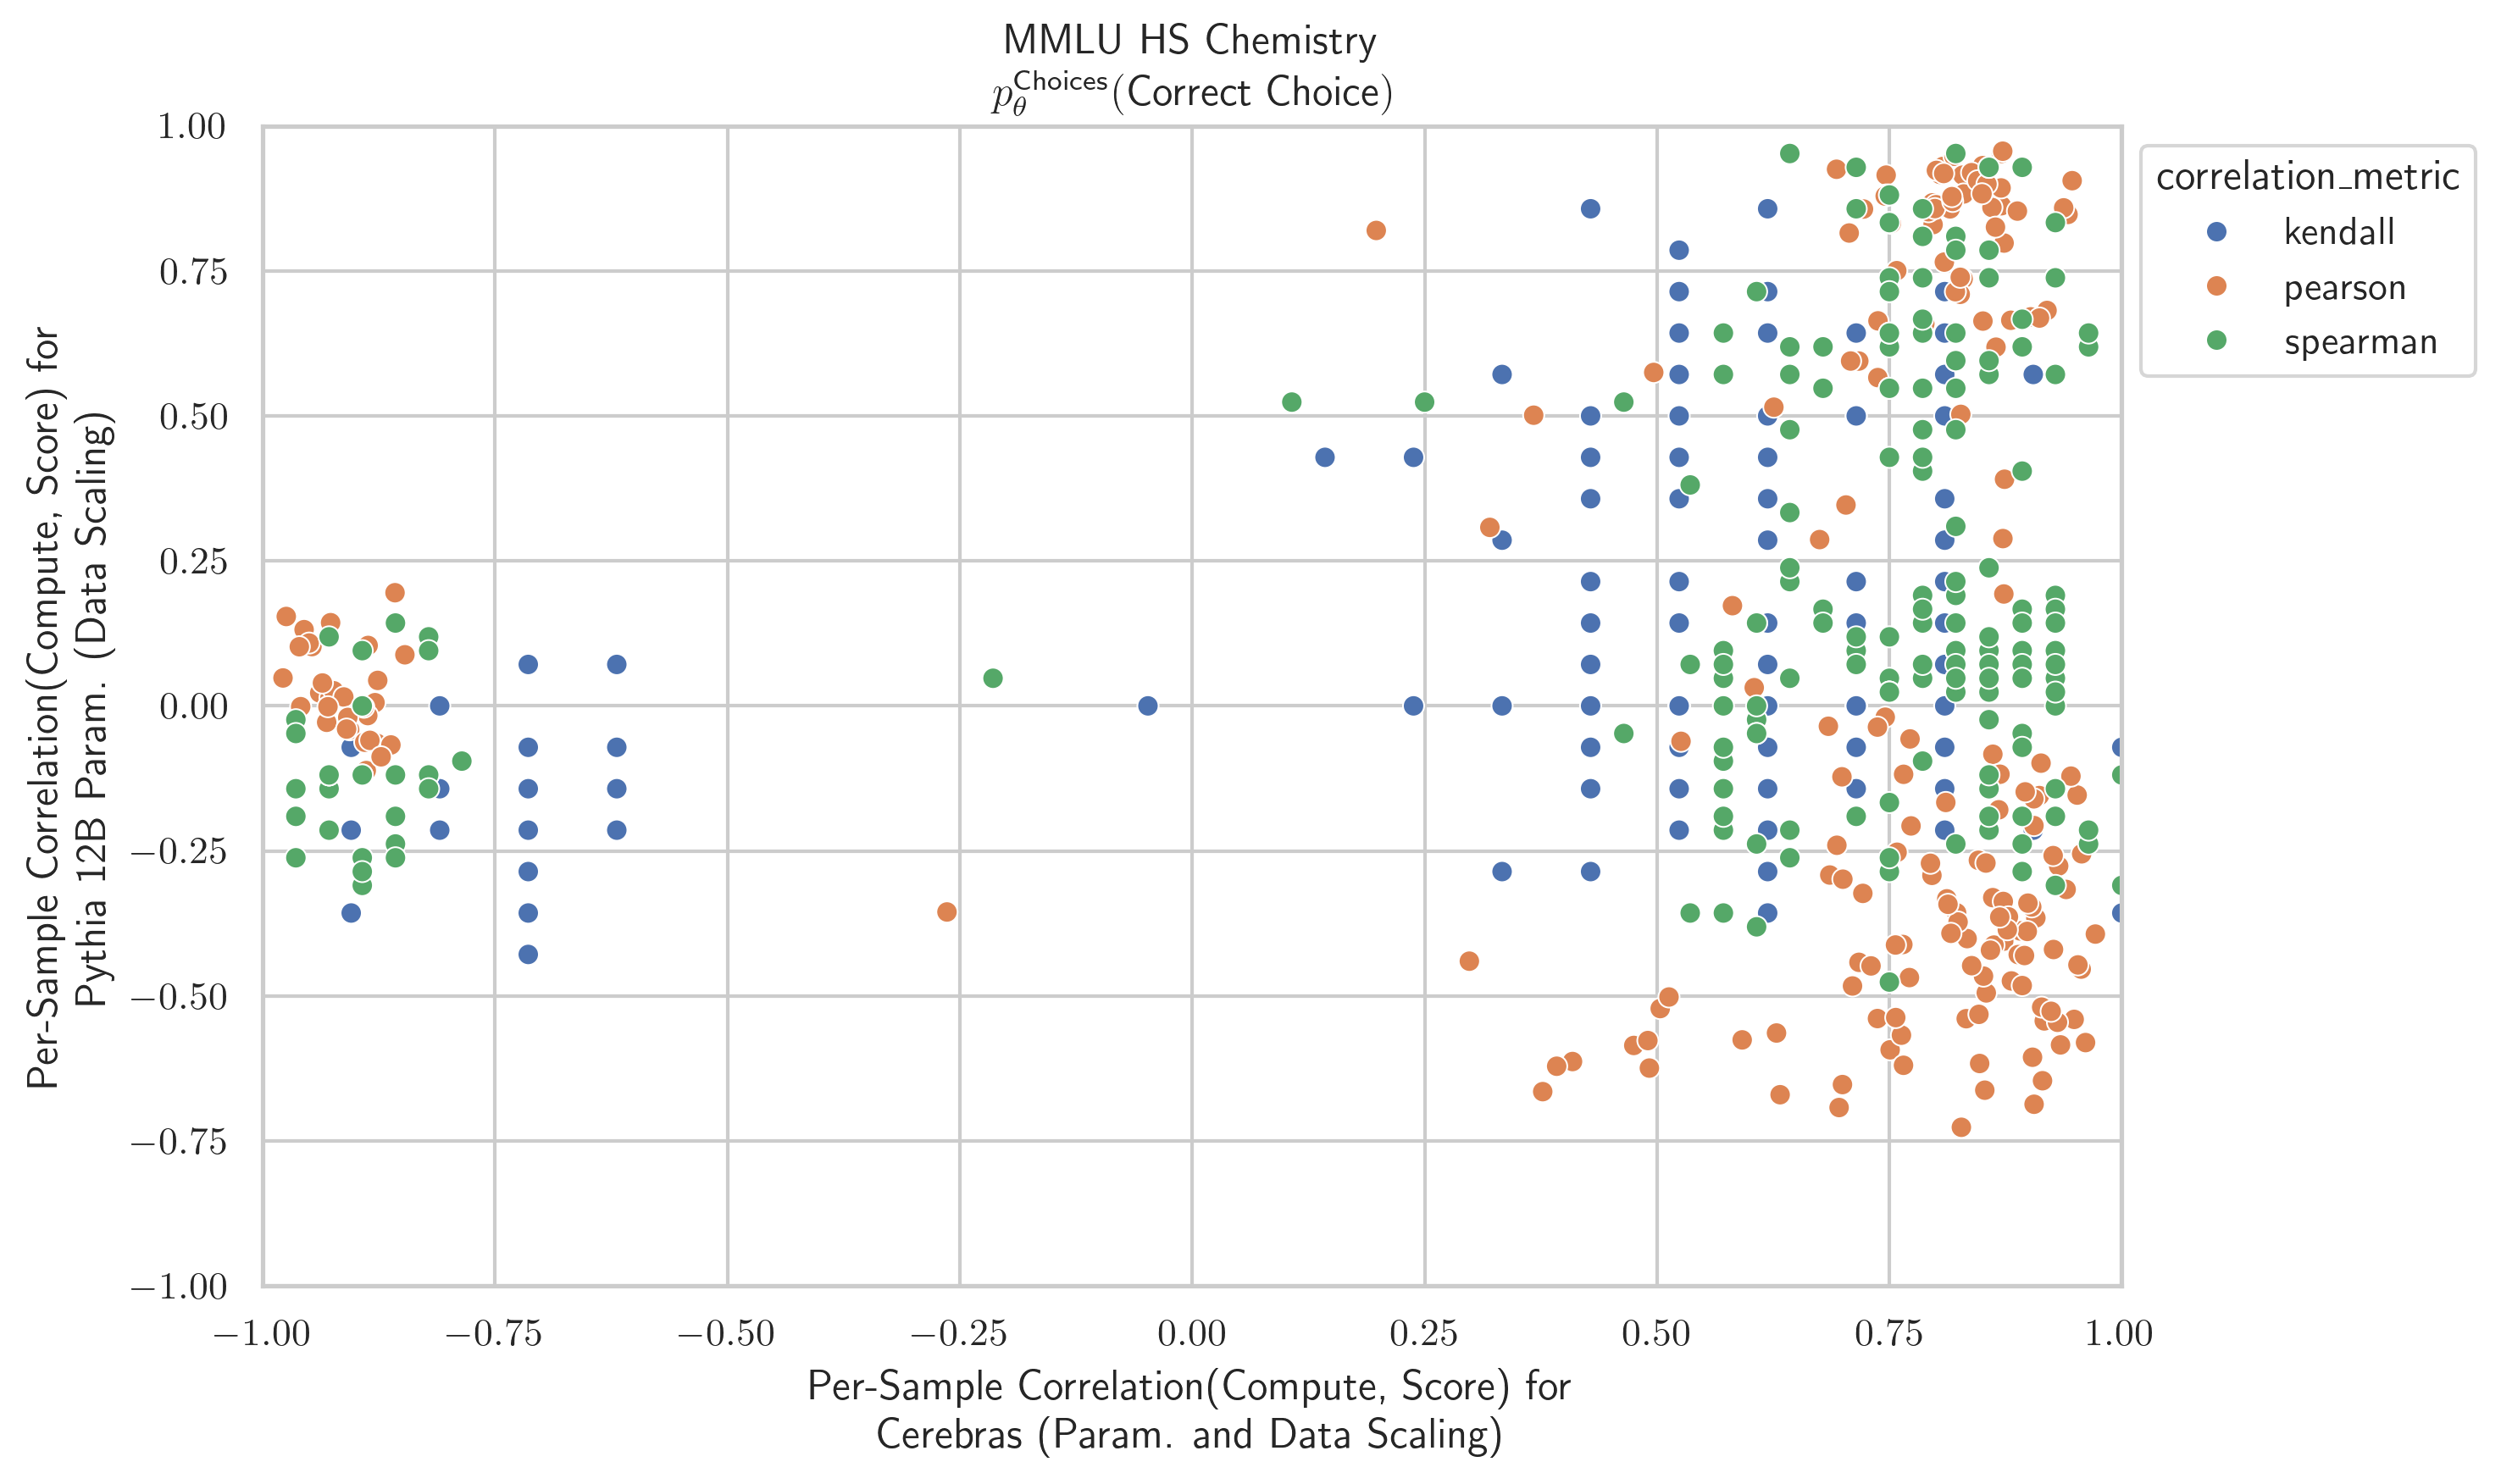 MMLU HS Chemistry
p_θ^Choices(Correct Choice)
1.00
0.75
0.50
0.25
0.00
−0.25
−0.50
−0.75
−1.00
Per-Sample Correlation(Compute, Score) for
Pythia 12B Param. (Data Scaling)
−1.00 −0.75 −0.50 −0.25 0.00 0.25 0.50 0.75 1.00
Per-Sample Correlation(Compute, Score) for
Cerebras (Param. and Data Scaling)
correlation_metric
kendall
pearson
spearman